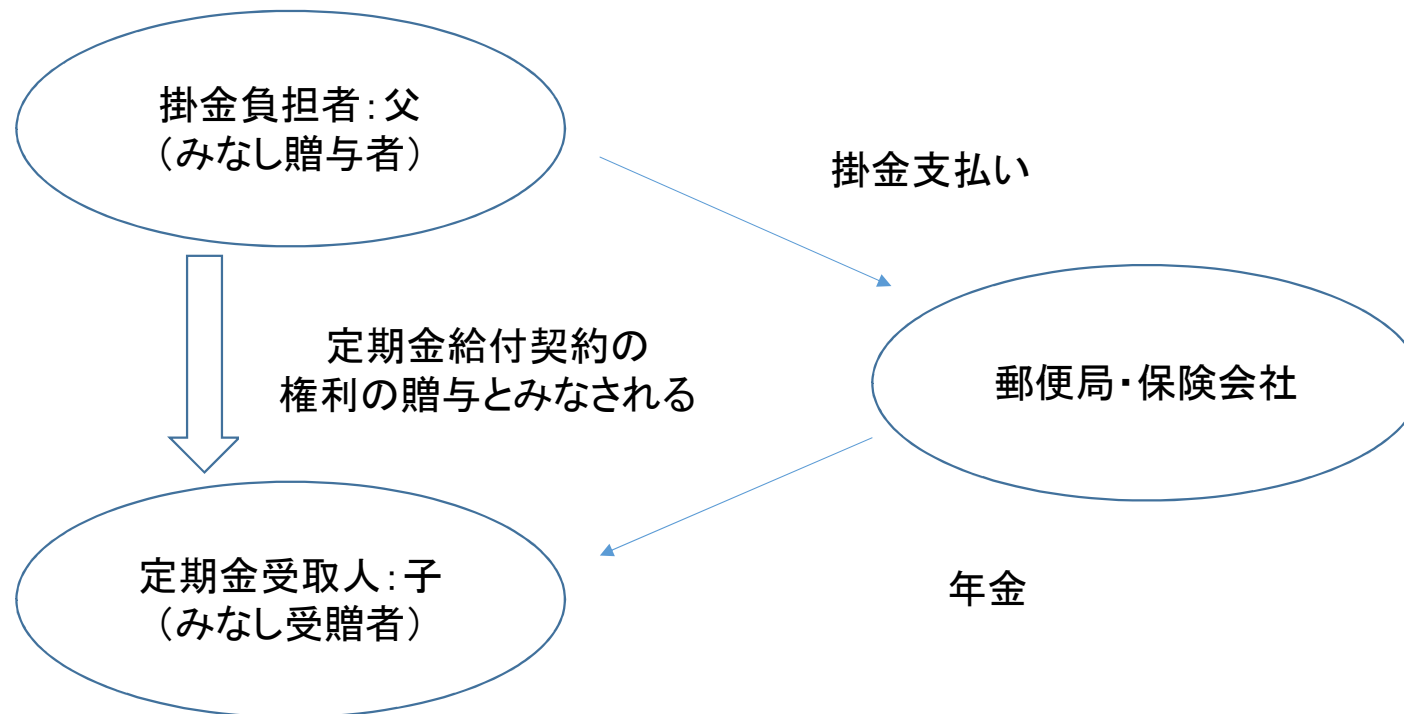 掛金負担者：父
（みなし贈与者）
掛金支払い
定期金給付契約の
権利の贈与とみなされる
郵便局・保険会社
定期金受取人：子
（みなし受贈者）
年金